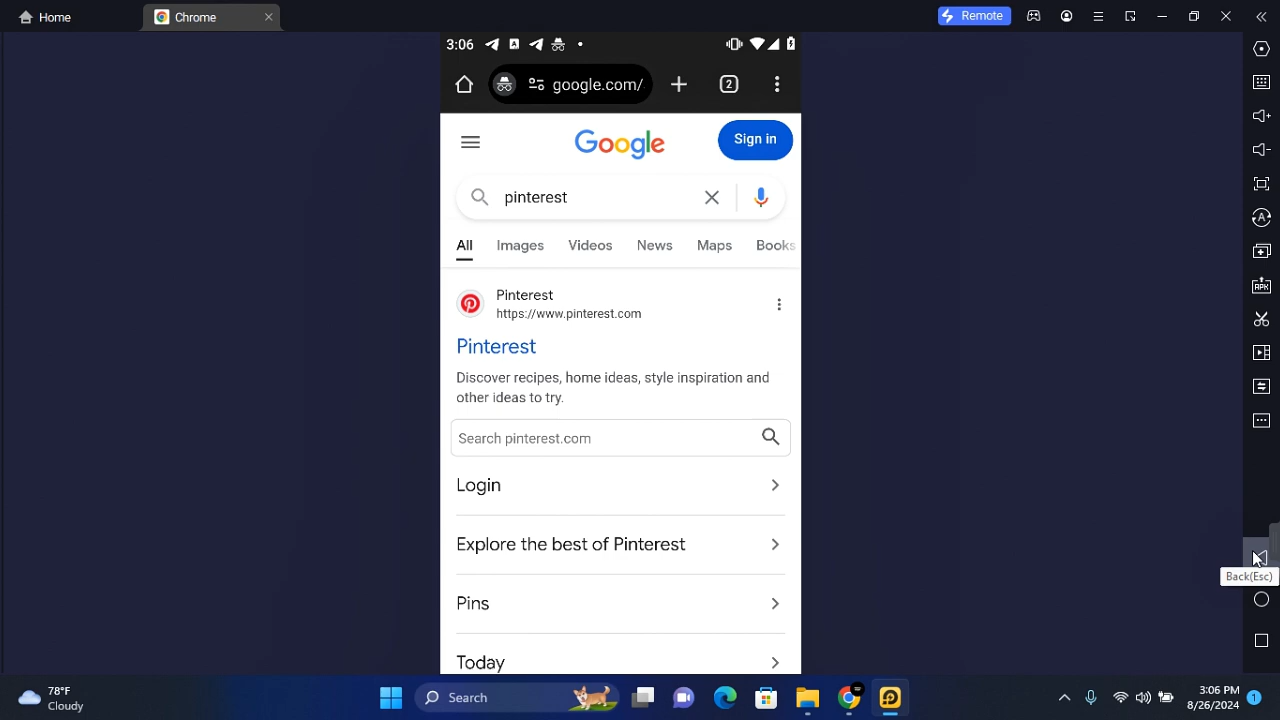 Home
Chrome
Remote
3:06
google.com/
2
Google
Sign in
pinterest
All Images Videos News Maps Books
Pinterest
https://www.pinterest.com
Pinterest
Discover recipes, home ideas, style inspiration and
other ideas to try.
Search pinterest.com
Login
Explore the best of Pinterest
Pins
Today
Back(Esc)
78°F
Cloudy
Search
3:06 PM
8/26/2024
1